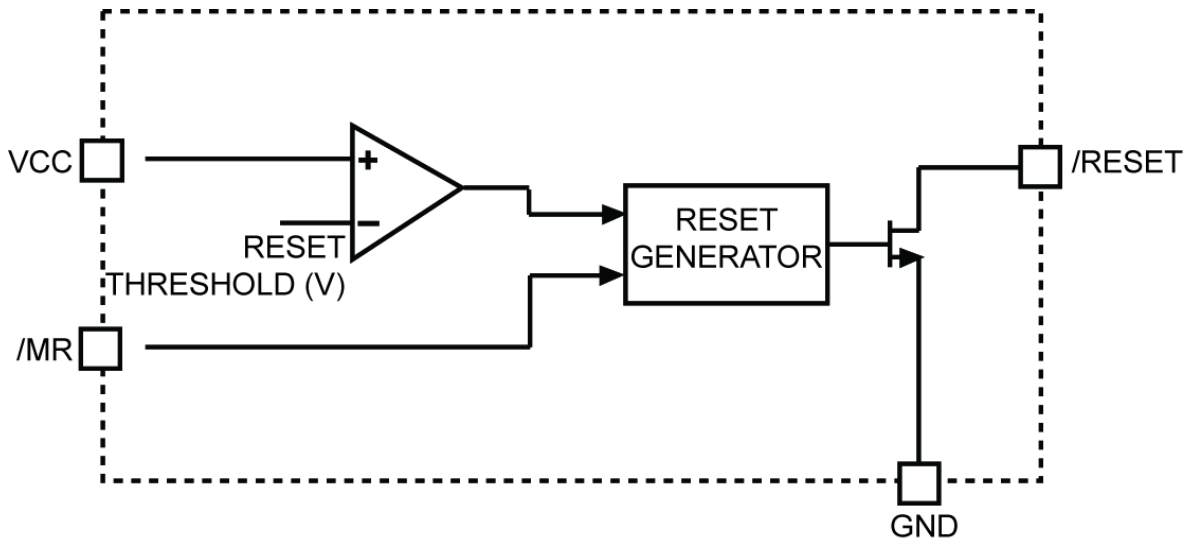 VCC
+
−
RESET
THRESHOLD (V)
/MR
RESET
GENERATOR
/RESET
GND